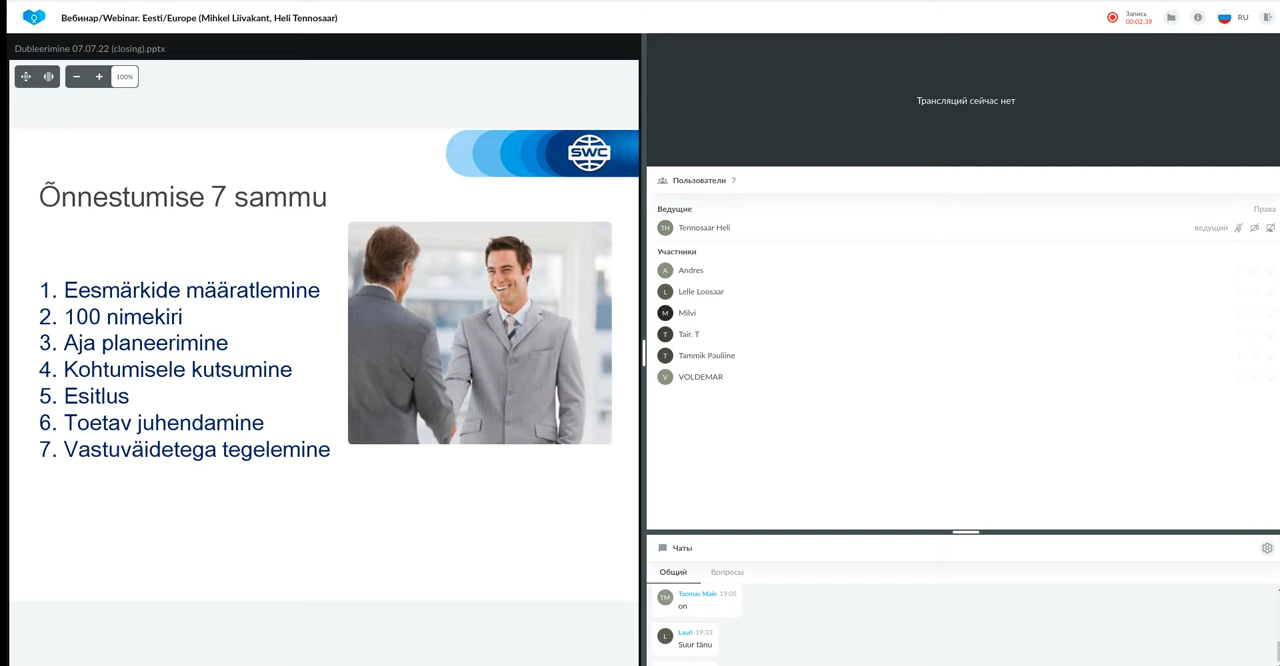 Вебинар/Webinar. Eesti/Europe (Mihkel Liivakant, Heli Tennosaar)
Запись
00:02:39
RU
Dubleerimine 07.07.22 (closing).pptx
100%
SWC
Õnnestumise 7 sammu
1. Eesmärkide määratlemine
2. 100 nimekiri
3. Aja planeerimine
4. Kohtumisele kutsumine
5. Esitlus
6. Toetav juhendamine
7. Vastuväidetega tegelemine
Трансляций сейчас нет
Пользователи 7
Ведущие Права
TH Tennosaar Heli ведущий
Участники
A Andres
L Lelle Loosaar
M Milvi
T Tair. T
T Tammik Pauliine
V VOLDEMAR
Чаты
Общий Вопросы
TM Toomas Maie 19:05
on
L Lauri 19:33
Suur tänu